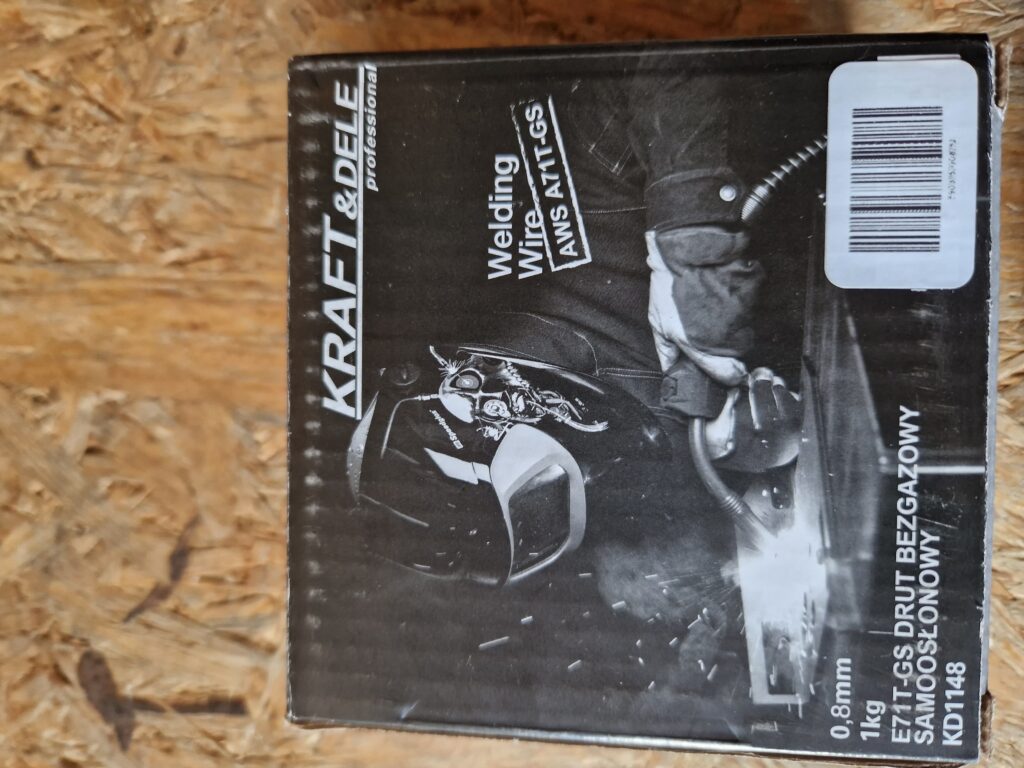 KRAFT & DELE
professional
Welding
Wire
AWS A71T-GS
0,8mm
1kg
E71T-GS DRUT BEZGAZOWY
SAMOOSŁONOWY
KD1148